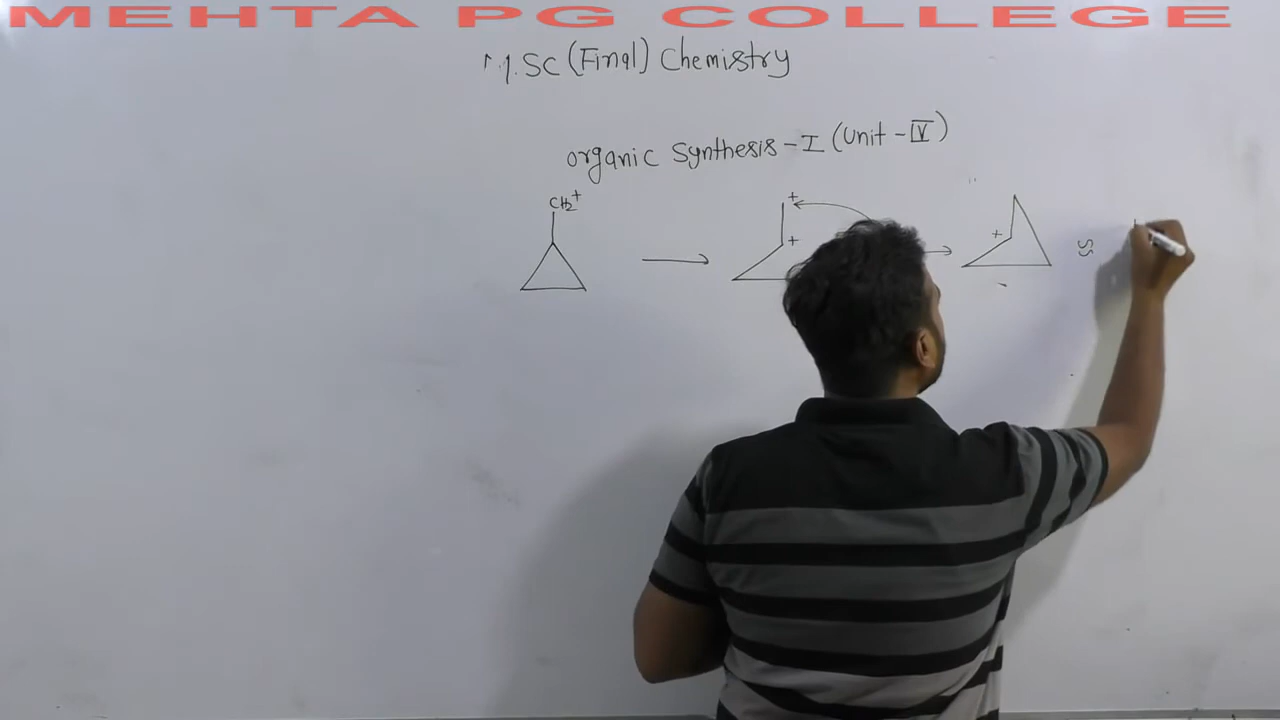 MEHTA PG COLLEGE
M.SC (Final) Chemistry
organic Synthesis - I (Unit - IV)
CH2+
+
+
+
≈